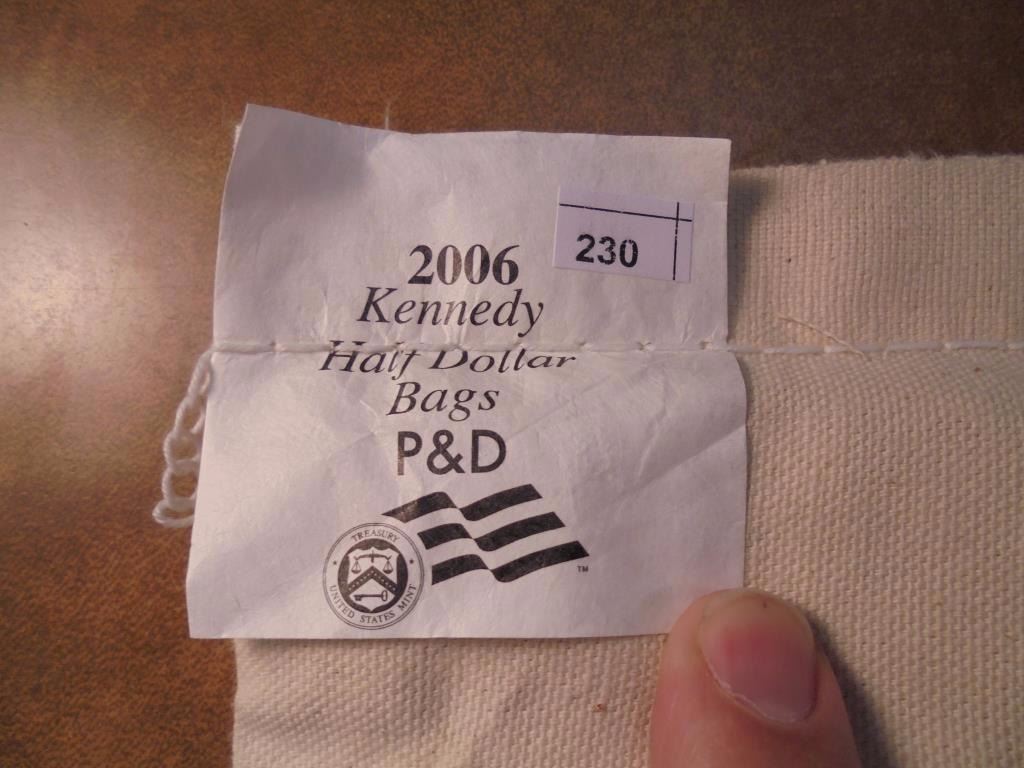 2006
230
Kennedy
Half Dollar
Bags
P&D
TREASURY
UNITED STATES MINT
TM